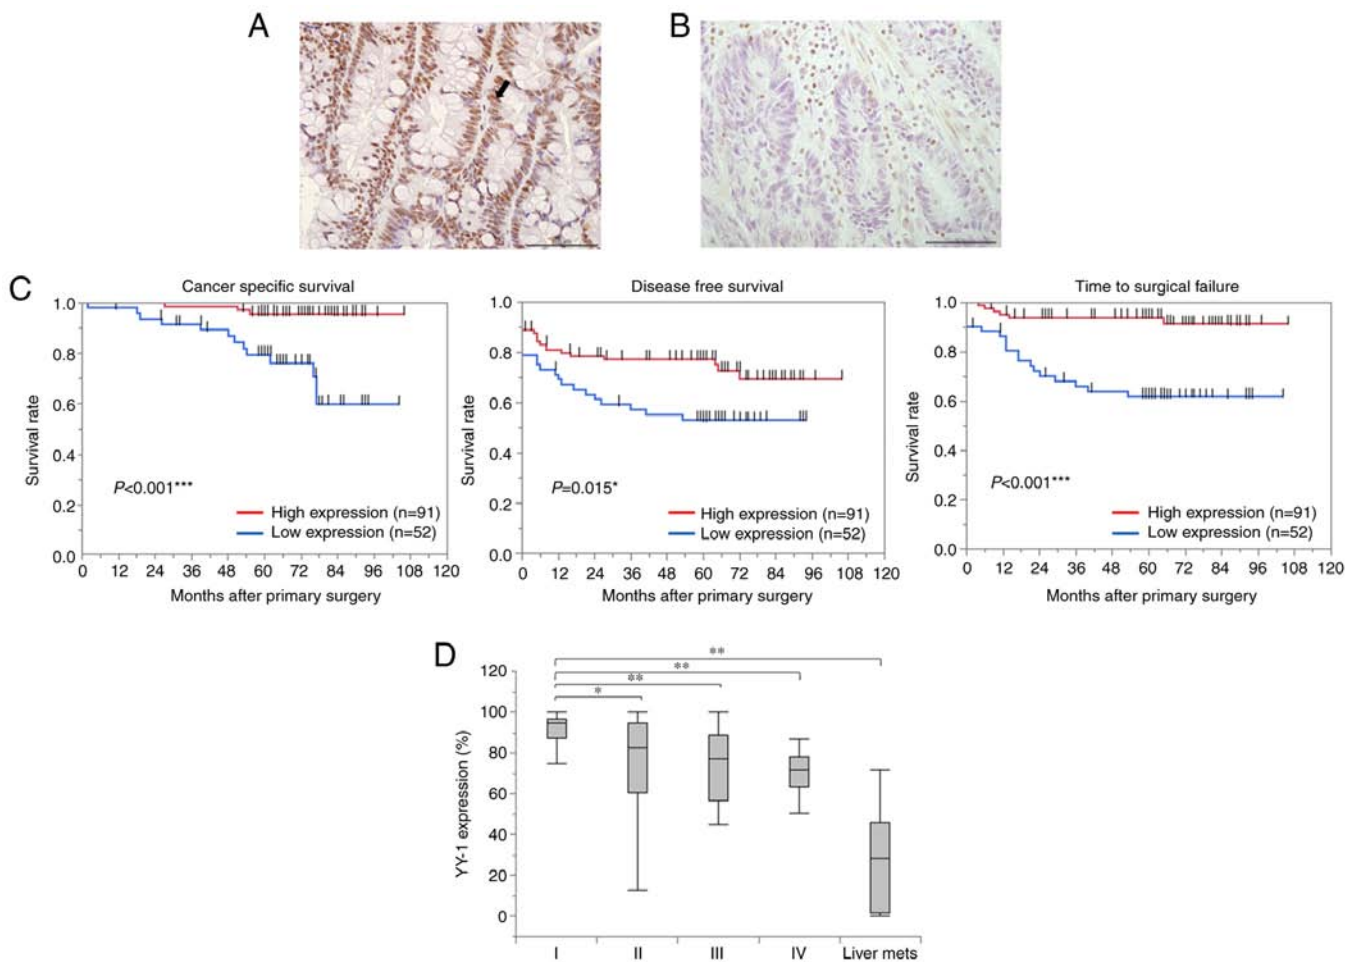 A
B
C
Cancer specific survival
Survival rate
1.0
0.8
0.6
0.4
0.2
0.0
P<0.001***
High expression (n=91)
Low expression (n=52)
0 12 24 36 48 60 72 84 96 108 120
Months after primary surgery
Disease free survival
Survival rate
1.0
0.8
0.6
0.4
0.2
0.0
P=0.015*
High expression (n=91)
Low expression (n=52)
0 12 24 36 48 60 72 84 96 108 120
Months after primary surgery
Time to surgical failure
Survival rate
1.0
0.8
0.6
0.4
0.2
0.0
P<0.001***
High expression (n=91)
Low expression (n=52)
0 12 24 36 48 60 72 84 96 108 120
Months after primary surgery
D
YY-1 expression (%)
120
100
80
60
40
20
0
**
**
**
*
I II III IV Liver mets